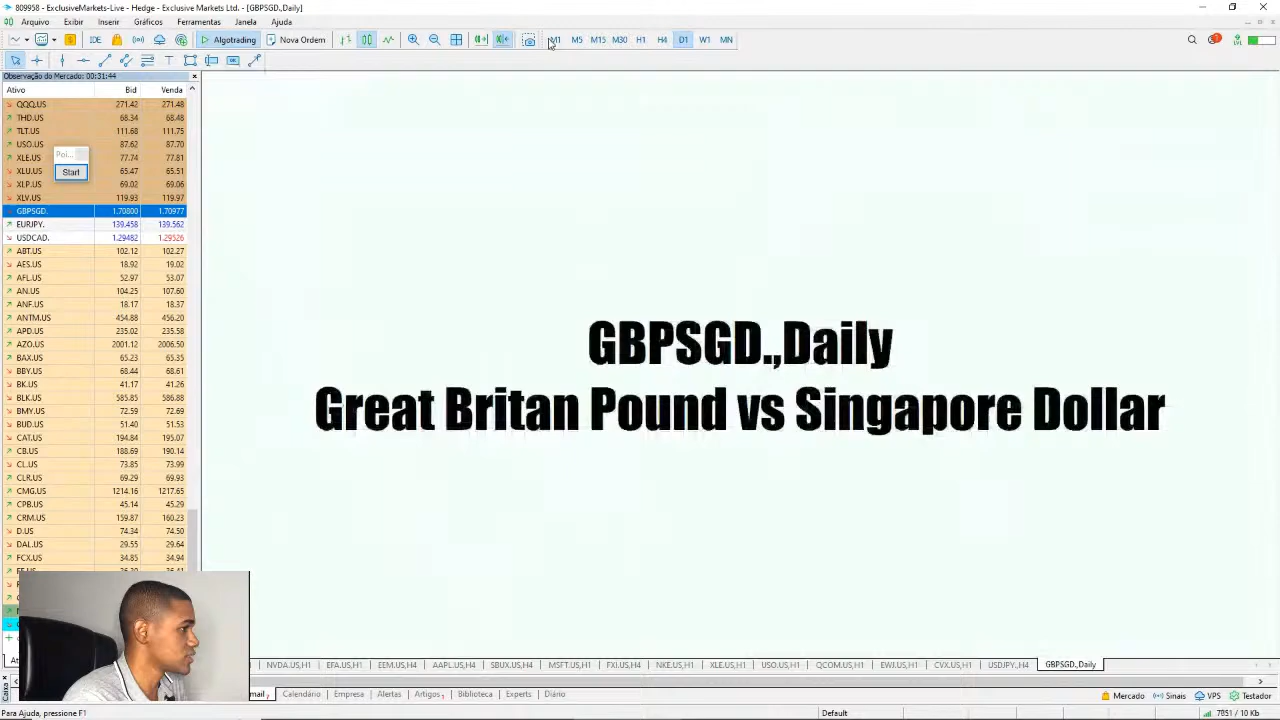 809958 - ExclusiveMarkets-Live - Hedge - Exclusive Markets Ltd. - [GBPSGD.,Daily]
Arquivo Exibir Inserir Gráficos Ferramentas Janela Ajuda
IDE Algotrading Nova Ordem M1 M5 M15 M30 H1 H4 D1 W1 MN
Observação do Mercado: 00:31:44
Ativo Bid Venda
QQQ.US 271.42 271.48
THD.US 68.34 68.48
TLT.US 111.68 111.75
USO.US 87.62 87.70
XLE.US 77.74 77.81
XLU.US 65.47 65.51
XLP.US 69.02 69.06
XLV.US 119.93 119.97
GBPSGD. 1.70800 1.70977
EURJPY. 139.458 139.562
USDCAD. 1.29482 1.29526
ABT.US 102.12 102.27
AES.US 18.92 19.02
AFL.US 52.97 53.07
AN.US 104.25 107.60
ANF.US 18.17 18.37
ANTM.US 454.88 456.20
APD.US 235.02 235.58
AZO.US 2001.12 2006.50
BAX.US 65.23 65.35
BBY.US 68.44 68.61
BK.US 41.17 41.26
BLK.US 585.85 586.88
BMY.US 72.59 72.69
BUD.US 51.40 51.53
CAT.US 194.84 195.07
CB.US 188.69 190.14
CL.US 73.85 73.99
CLR.US 69.29 69.93
CMG.US 1214.16 1217.65
CPB.US 45.14 45.29
CRM.US 159.87 160.23
D.US 74.34 74.50
DAL.US 29.55 29.64
FCX.US 34.85 34.94
Poi...
Start
GBPSGD.,Daily
Great Britan Pound vs Singapore Dollar
NVDA.US,H1 EFA.US,H1 EEM.US,H4 AAPL.US,H4 SBUX.US,H4 MSFT.US,H1 FXI.US,H4 NKE.US,H1 XLE.US,H1 USO.US,H1 QCOM.US,H1 EWJ.US,H1 CVX.US,H1 USDJPY.,H4 GBPSGD.,Daily
Caixa
Calendário Empresa Alertas Artigos Biblioteca Experts Diário
Mercado Sinais VPS Testador
Para Ajuda, pressione F1 Default 7851 / 10 Kb